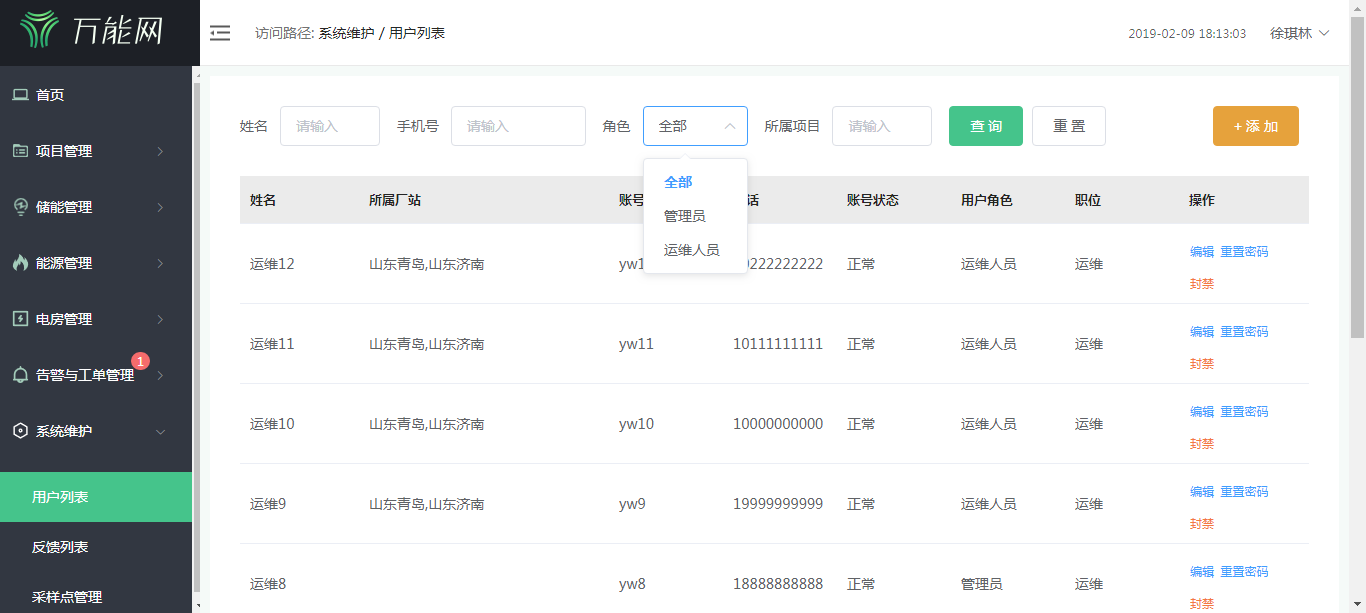 万能网
访问路径: 系统维护 / 用户列表
2019-02-09 18:13:03 徐琪林
首页
项目管理
储能管理
能源管理
电房管理
告警与工单管理 1
系统维护
用户列表
反馈列表
采样点管理
姓名 请输入 手机号 请输入 角色 全部 所属项目 请输入 查 询 重 置 + 添 加
全部
管理员
运维人员
姓名 所属厂站 账号 话 账号状态 用户角色 职位 操作
运维12 山东青岛,山东济南 yw1 0222222222 正常 运维人员 运维 编辑 重置密码
封禁
运维11 山东青岛,山东济南 yw11 10111111111 正常 运维人员 运维 编辑 重置密码
封禁
运维10 山东青岛,山东济南 yw10 10000000000 正常 运维人员 运维 编辑 重置密码
封禁
运维9 山东青岛,山东济南 yw9 19999999999 正常 运维人员 运维 编辑 重置密码
封禁
运维8 yw8 18888888888 正常 管理员 运维 编辑 重置密码
封禁